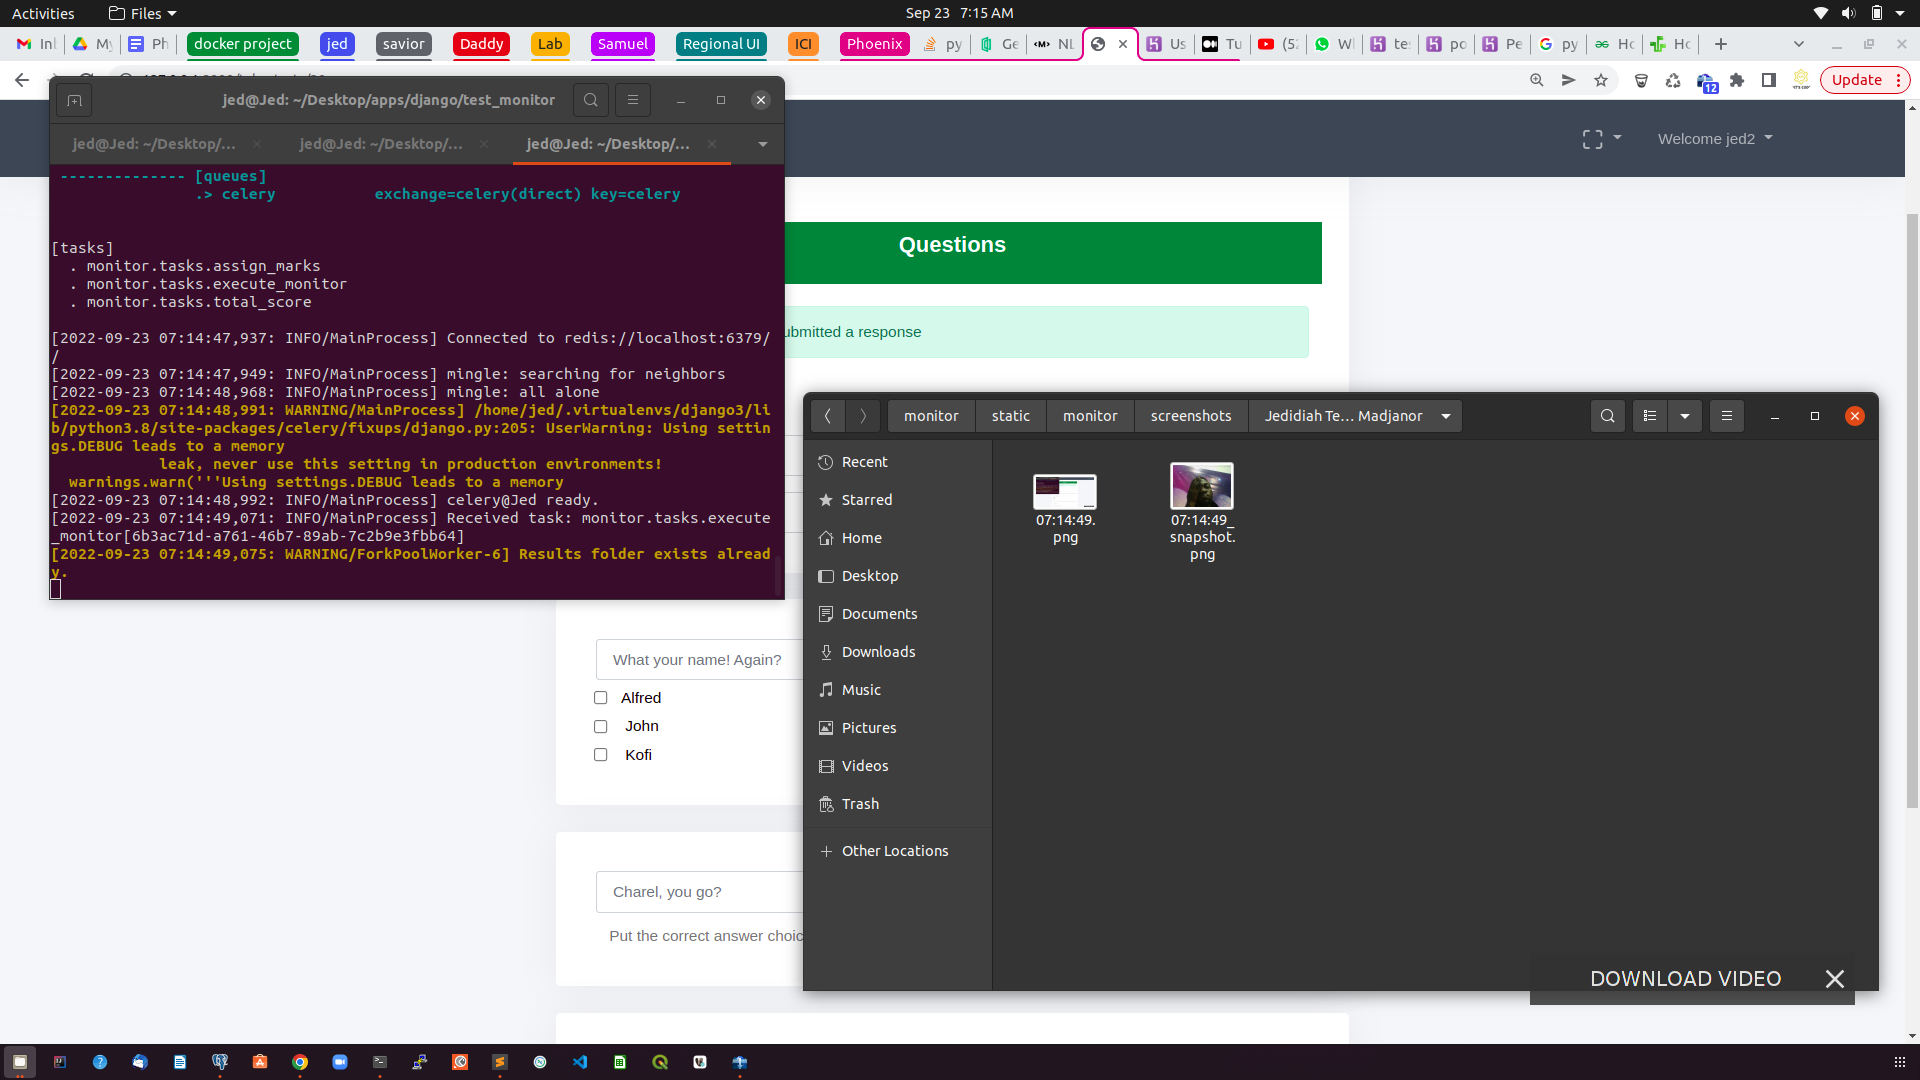 Activities
Files
Sep 23 7:15 AM
docker project
jed
savior
Daddy
Lab
Samuel
Regional UI
ICI
Phoenix
py
Ge
NL
Us
Tu
(5
W
te
po
Pe
py
Ho
Ho
12
Update
jed@Jed: ~/Desktop/apps/django/test_monitor
jed@Jed: ~/Desktop/...
jed@Jed: ~/Desktop/...
jed@Jed: ~/Desktop/...
Welcome jed2
-------------- [queues]
.> celery exchange=celery(direct) key=celery
[tasks]
. monitor.tasks.assign_marks
. monitor.tasks.execute_monitor
. monitor.tasks.total_score
[2022-09-23 07:14:47,937: INFO/MainProcess] Connected to redis://localhost:6379/
/
[2022-09-23 07:14:47,949: INFO/MainProcess] mingle: searching for neighbors
[2022-09-23 07:14:48,968: INFO/MainProcess] mingle: all alone
[2022-09-23 07:14:48,991: WARNING/MainProcess] /home/jed/.virtualenvs/django3/li
b/python3.8/site-packages/celery/fixups/django.py:205: UserWarning: Using settin
gs.DEBUG leads to a memory
leak, never use this setting in production environments!
warnings.warn('''Using settings.DEBUG leads to a memory
[2022-09-23 07:14:48,992: INFO/MainProcess] celery@Jed ready.
[2022-09-23 07:14:49,071: INFO/MainProcess] Received task: monitor.tasks.execute
_monitor[6b3ac71d-a761-46b7-89ab-7c2b9e3fbb64]
[2022-09-23 07:14:49,075: WARNING/ForkPoolWorker-6] Results folder exists alread
y.
Questions
ubmitted a response
What your name! Again?
Alfred
John
Kofi
Charel, you go?
Put the correct answer choic
monitor
static
monitor
screenshots
Jedidiah Te... Madjanor
Recent
Starred
Home
Desktop
Documents
Downloads
Music
Pictures
Videos
Trash
Other Locations
07:14:49.
png
07:14:49_
snapshot.
png
DOWNLOAD VIDEO